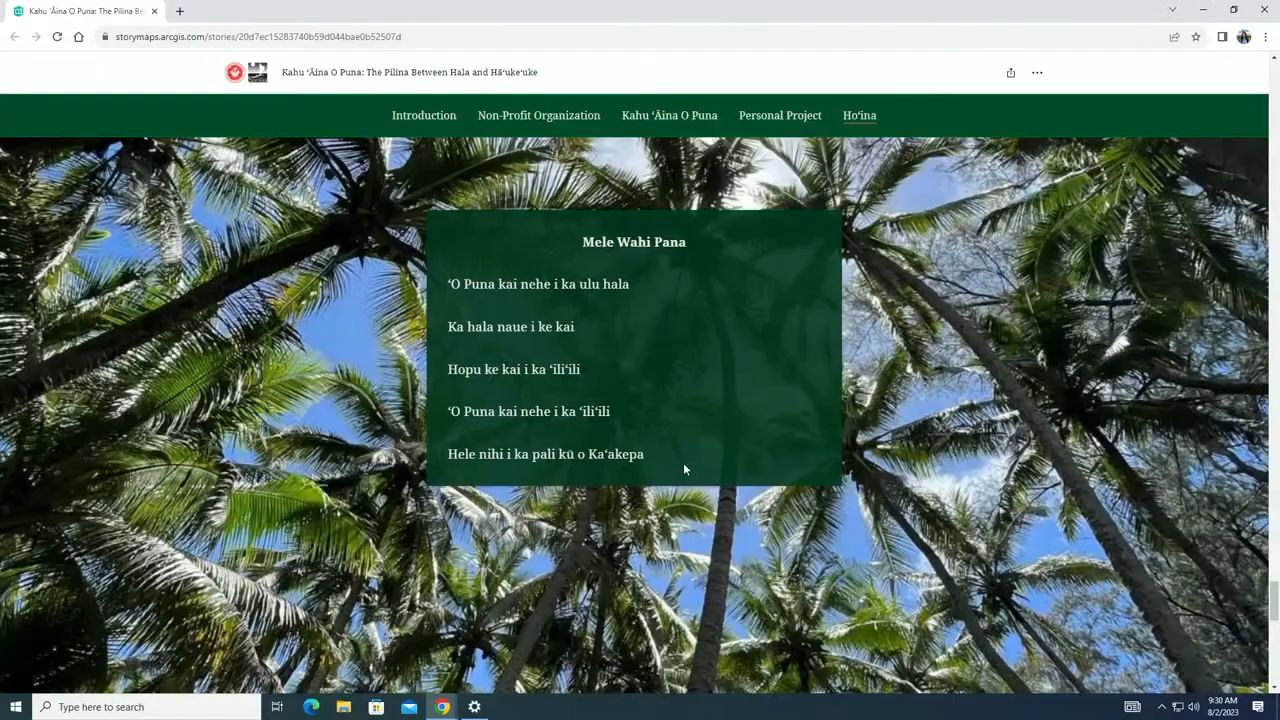 Kahu ʻĀina O Puna: The Pilina Be
storymaps.arcgis.com/stories/20d7ec15283740b59d044bae0b52507d
Kahu ʻĀina O Puna: The Pilina Between Hala and Hāʻukeʻuke
Introduction Non-Profit Organization Kahu ʻĀina O Puna Personal Project Hoʻina
Mele Wahi Pana
ʻO Puna kai nehe i ka ulu hala
Ka hala naue i ke kai
Hopu ke kai i ka ʻiliʻili
ʻO Puna kai nehe i ka ʻiliʻili
Hele nihi i ka pali kū o Kaʻakepa
Type here to search
9:30 AM
8/2/2023